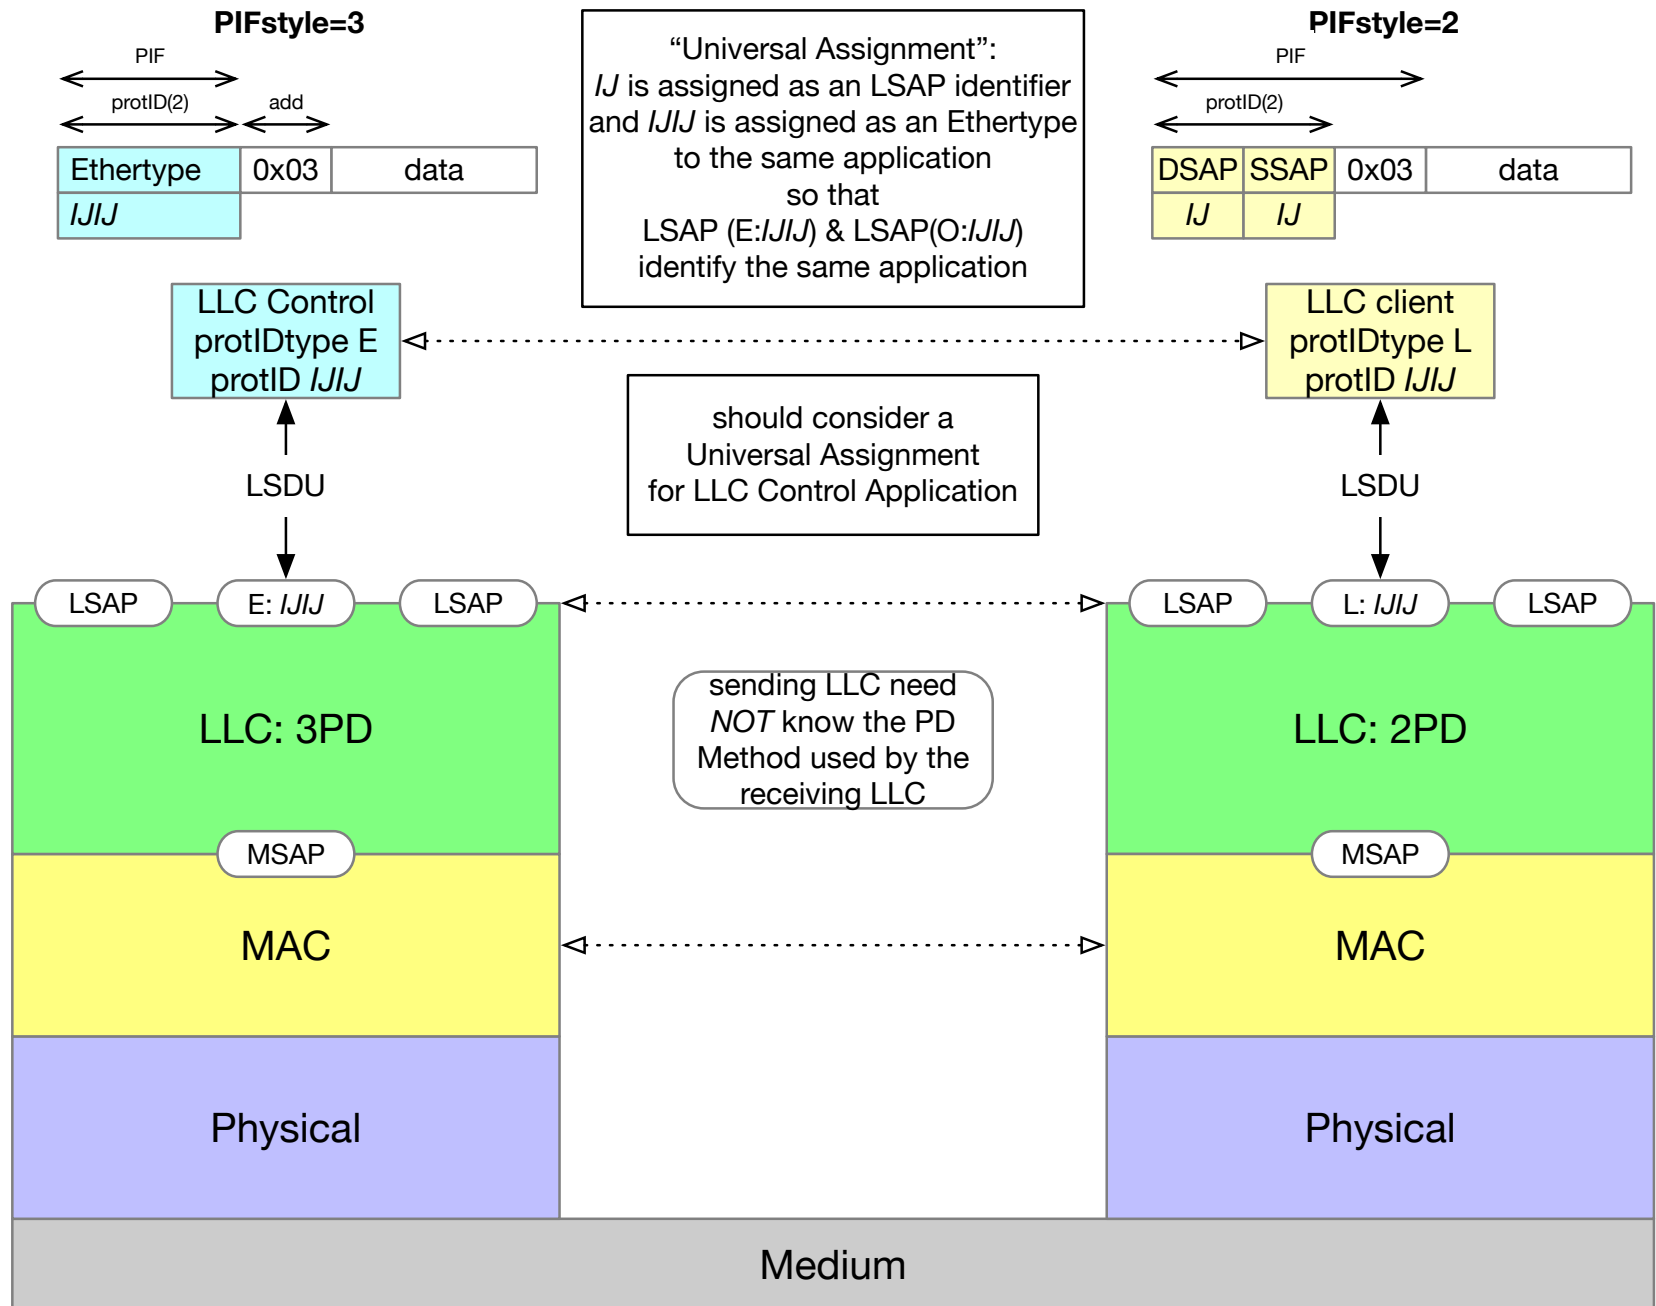 PIFstyle=3
PIF
protID(2)
add
Ethertype
0x03
data
IJIJ
“Universal Assignment”:
IJ is assigned as an LSAP identifier
and IJIJ is assigned as an Ethertype
to the same application
so that
LSAP (E:IJIJ) & LSAP(O:IJIJ)
identify the same application
PIFstyle=2
PIF
protID(2)
DSAP
SSAP
0x03
data
IJ
IJ
LLC Control
protIDtype E
protID IJIJ
LLC client
protIDtype L
protID IJIJ
should consider a
Universal Assignment
for LLC Control Application
LSDU
LSDU
LSAP
E: IJIJ
LSAP
LSAP
L: IJIJ
LSAP
LLC: 3PD
sending LLC need
NOT know the PD
Method used by the
receiving LLC
LLC: 2PD
MSAP
MSAP
MAC
MAC
Physical
Physical
Medium